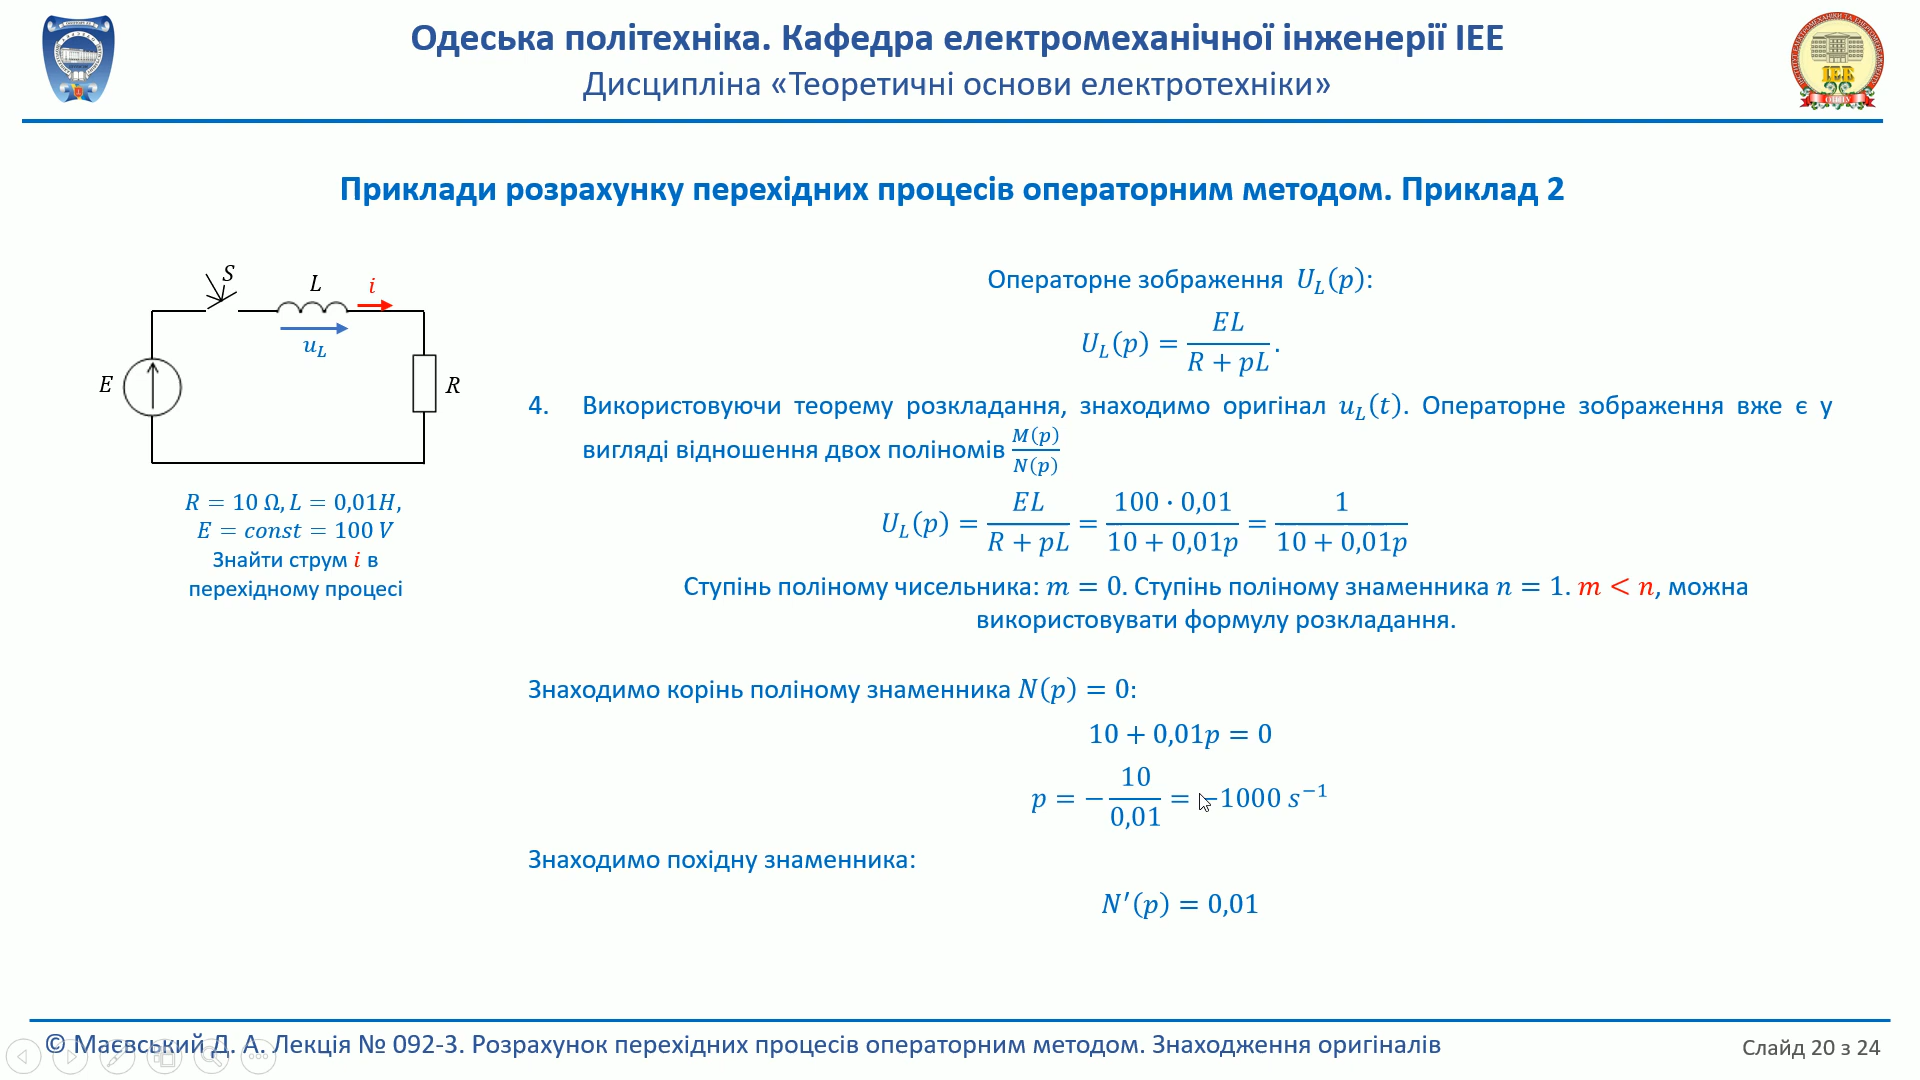 Одеська політехніка. Кафедра електромеханічної інженерії ІЕЕ
Дисципліна «Теоретичні основи електротехніки»
ІЕЕ
Приклади розрахунку перехідних процесів операторним методом. Приклад 2
S
L
i
u_L
E
R
R = 10 Ω, L = 0,01H,
E = const = 100 V
Знайти струм i в
перехідному процесі
Операторне зображення U_L(p):
U_L(p) = EL / (R + pL).
4. Використовуючи теорему розкладання, знаходимо оригінал u_L(t). Операторне зображення вже є у
вигляді відношення двох поліномів M(p)/N(p)
U_L(p) = EL / (R + pL) = 100 · 0,01 / (10 + 0,01p) = 1 / (10 + 0,01p)
Ступінь поліному чисельника: m = 0. Ступінь поліному знаменника n = 1. m < n, можна
використовувати формулу розкладання.
Знаходимо корінь поліному знаменника N(p) = 0:
10 + 0,01p = 0
p = − 10 / 0,01 = −1000 s⁻¹
Знаходимо похідну знаменника:
N′(p) = 0,01
© Маєвський Д. А. Лекція № 092-3. Розрахунок перехідних процесів операторним методом. Знаходження оригіналів
Слайд 20 з 24